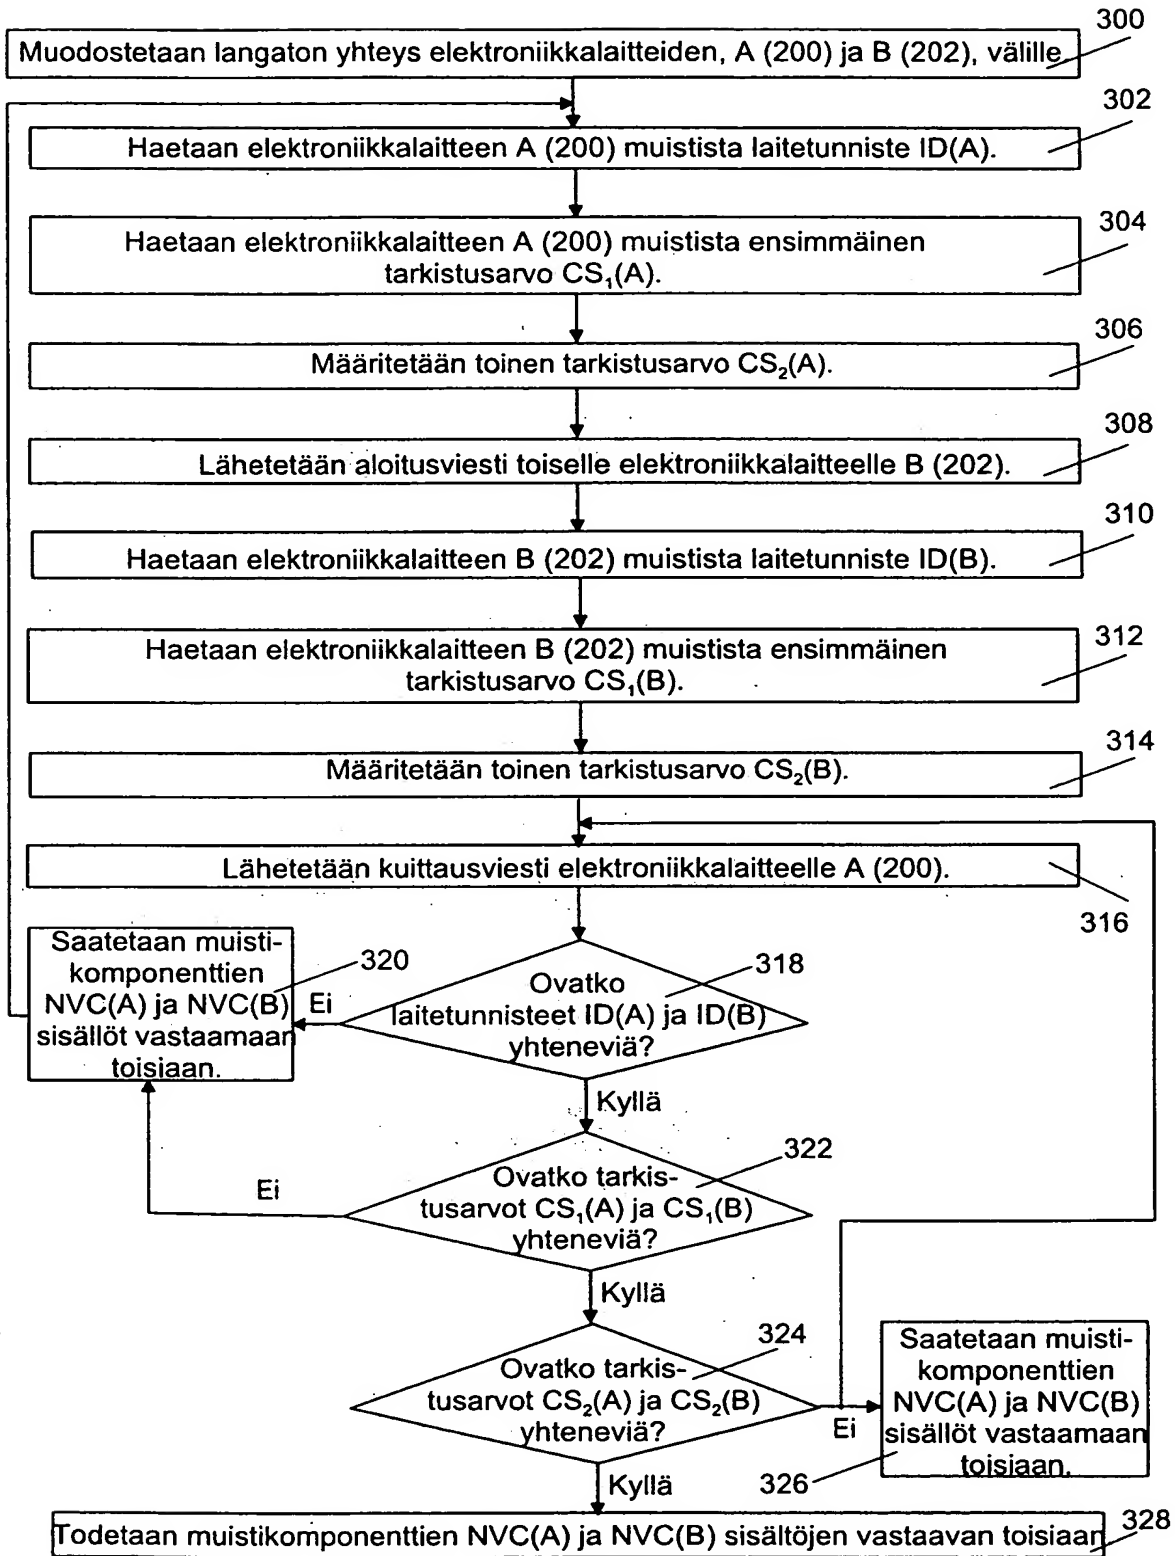 300
Muodostetaan langaton yhteys elektroniikkalaitteiden, A (200) ja B (202), välille.
302
Haetaan elektroniikkalaitteen A (200) muistista laitetunniste ID(A).
304
Haetaan elektroniikkalaitteen A (200) muistista ensimmäinen
tarkistusarvo CS₁(A).
306
Määritetään toinen tarkistusarvo CS₂(A).
308
Lähetetään aloitusviesti toiselle elektroniikkalaitteelle B (202).
310
Haetaan elektroniikkalaitteen B (202) muistista laitetunniste ID(B).
312
Haetaan elektroniikkalaitteen B (202) muistista ensimmäinen
tarkistusarvo CS₁(B).
314
Määritetään toinen tarkistusarvo CS₂(B).
Lähetetään kuittausviesti elektroniikkalaitteelle A (200).
316
Saatetaan muisti-
komponenttien
NVC(A) ja NVC(B)
sisällöt vastaamaan
toisiaan.
320
Ei
318
Ovatko
laitetunnisteet ID(A) ja ID(B)
yhteneviä?
Kyllä
322
Ovatko tarkis-
tusarvot CS₁(A) ja CS₁(B)
yhteneviä?
Ei
Kyllä
324
Ovatko tarkis-
tusarvot CS₂(A) ja CS₂(B)
yhteneviä?
Ei
Saatetaan muisti-
komponenttien
NVC(A) ja NVC(B)
sisällöt vastaamaan
toisiaan.
326
Kyllä
328
Todetaan muistikomponenttien NVC(A) ja NVC(B) sisältöjen vastaavan toisiaan